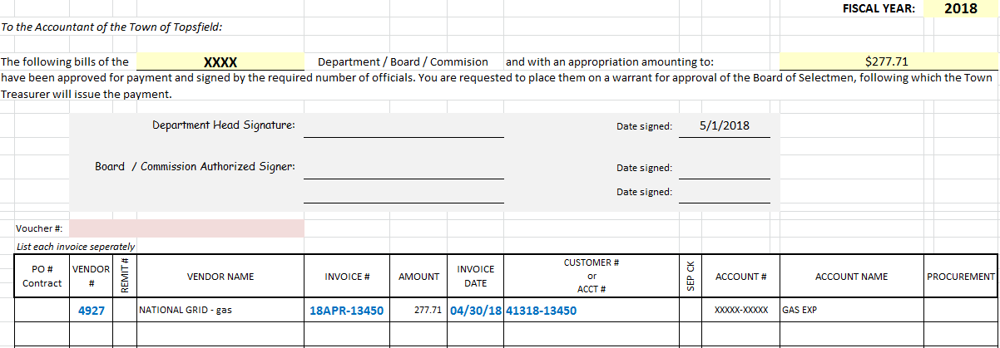 FISCAL YEAR: 2018
To the Accountant of the Town of Topsfield:
The following bills of the XXXX Department / Board / Commision and with an appropriation amounting to: $277.71
have been approved for payment and signed by the required number of officials. You are requested to place them on a warrant for approval of the Board of Selectmen, following which the Town
Treasurer will issue the payment.
Department Head Signature: Date signed: 5/1/2018
Board / Commission Authorized Signer: Date signed:
Date signed:
Voucher #:
List each invoice seperately
PO # Contract VENDOR # REMIT # VENDOR NAME INVOICE # AMOUNT INVOICE DATE CUSTOMER # or ACCT # SEP CK ACCOUNT # ACCOUNT NAME PROCUREMENT
4927 NATIONAL GRID - gas 18APR-13450 277.71 04/30/18 41318-13450 XXXXX-XXXXX GAS EXP